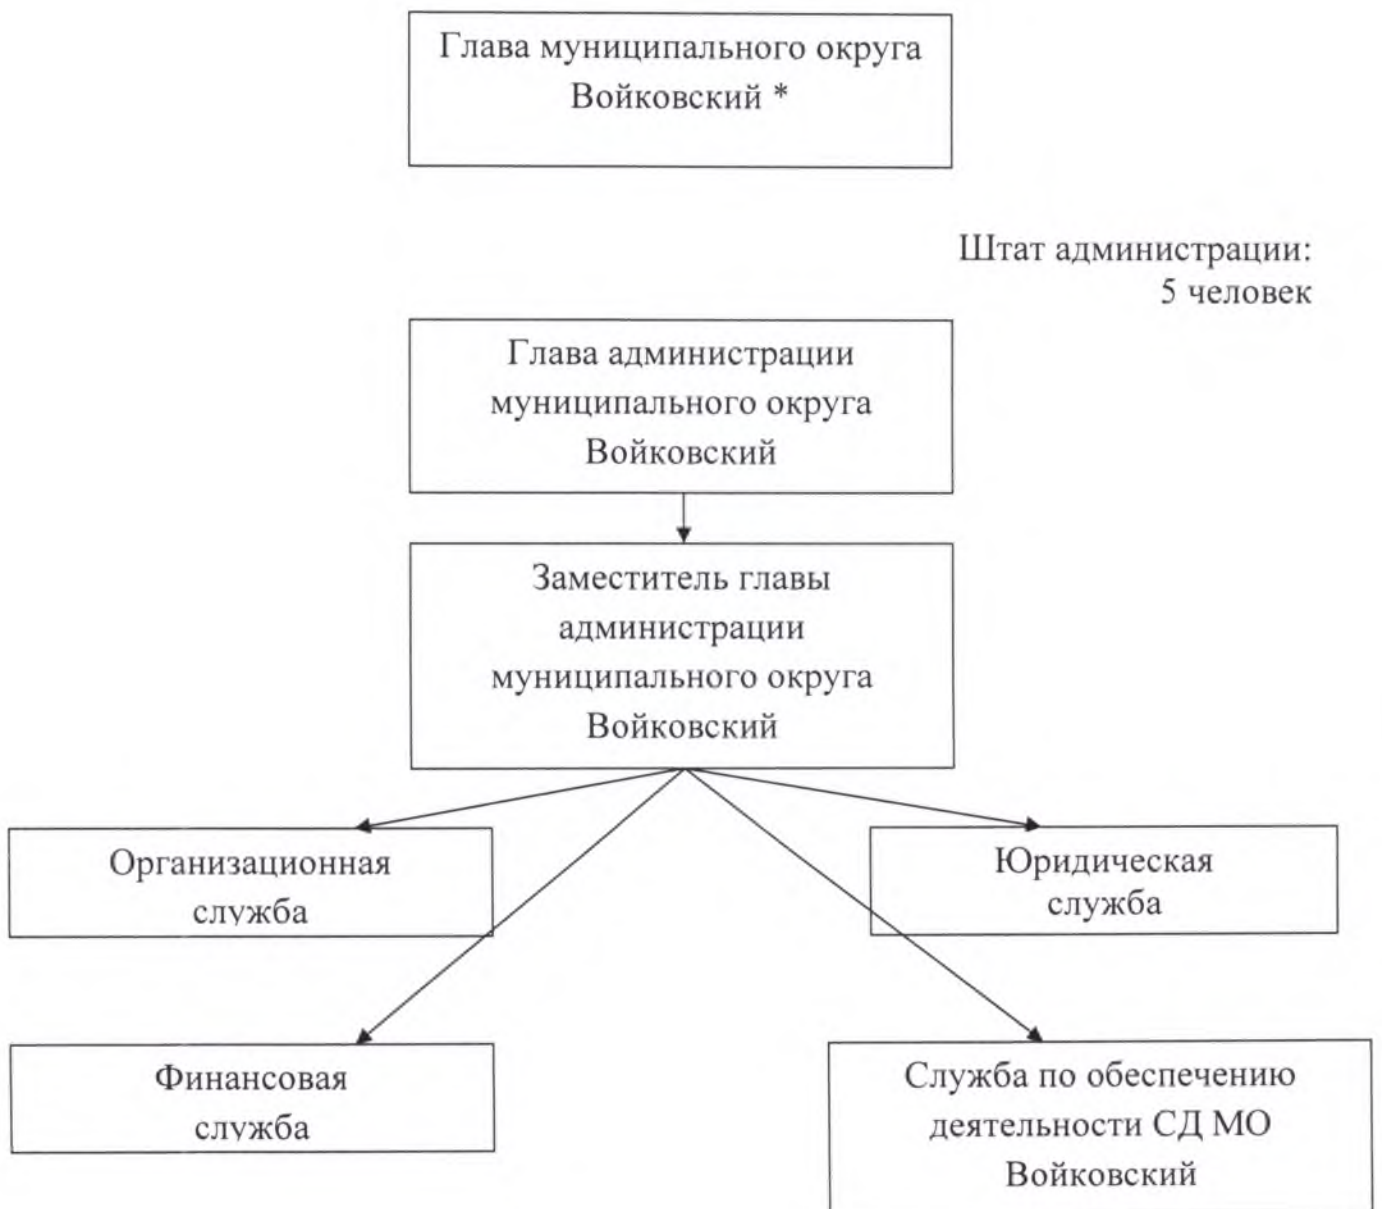 Глава муниципального округа
Войковский *
Штат администрации:
5 человек
Глава администрации
муниципального округа
Войковский
Заместитель главы
администрации
муниципального округа
Войковский
Организационная
служба
Юридическая
служба
Финансовая
служба
Служба по обеспечению
деятельности СД МО
Войковский